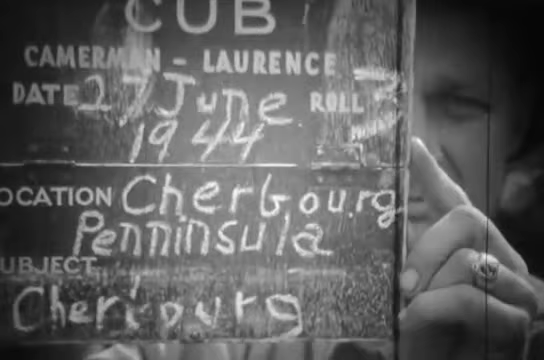 CUB
CAMERMAN - LAURENCE
DATE 27 June ROLL
1944
OCATION Cherbourg
Penninsula
UBJECT
Cherbourg